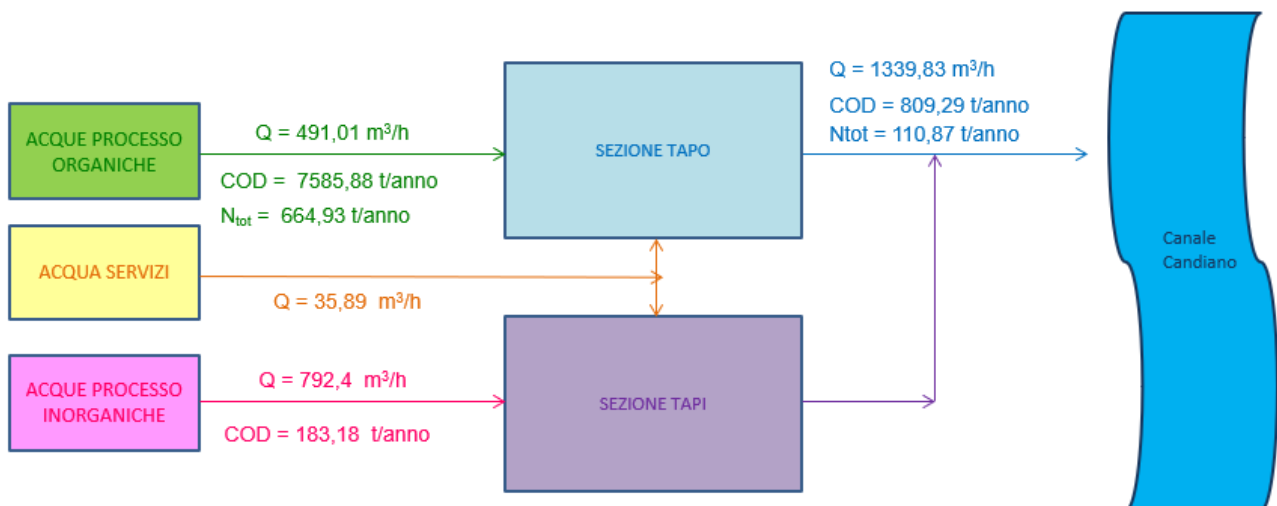 ACQUE PROCESSO
ORGANICHE
Q = 491,01 m³/h
COD = 7585,88 t/anno
Nₜₒₜ = 664,93 t/anno
SEZIONE TAPO
Q = 1339,83 m³/h
COD = 809,29 t/anno
Ntot = 110,87 t/anno
Canale
Candiano
ACQUA SERVIZI
Q = 35,89 m³/h
ACQUE PROCESSO
INORGANICHE
Q = 792,4 m³/h
COD = 183,18 t/anno
SEZIONE TAPI